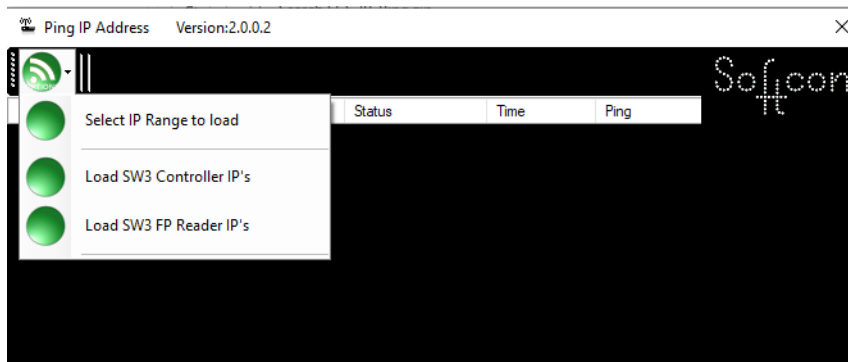 Ping IP Address Version:2.0.0.2
Softcon
Status Time Ping
Select IP Range to load
Load SW3 Controller IP's
Load SW3 FP Reader IP's